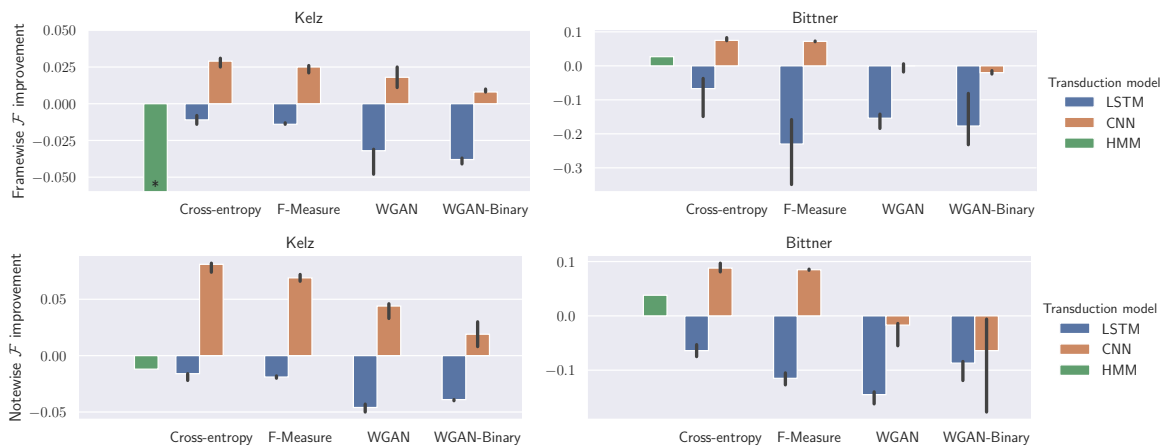 Kelz
Framewise F improvement
0.050
0.025
0.000
−0.025
−0.050
*
Cross-entropy F-Measure WGAN WGAN-Binary
Bittner
0.1
0.0
−0.1
−0.2
−0.3
Cross-entropy F-Measure WGAN WGAN-Binary
Transduction model
LSTM
CNN
HMM
Kelz
Notewise F improvement
0.05
0.00
−0.05
Cross-entropy F-Measure WGAN WGAN-Binary
Bittner
0.1
0.0
−0.1
Cross-entropy F-Measure WGAN WGAN-Binary
Transduction model
LSTM
CNN
HMM